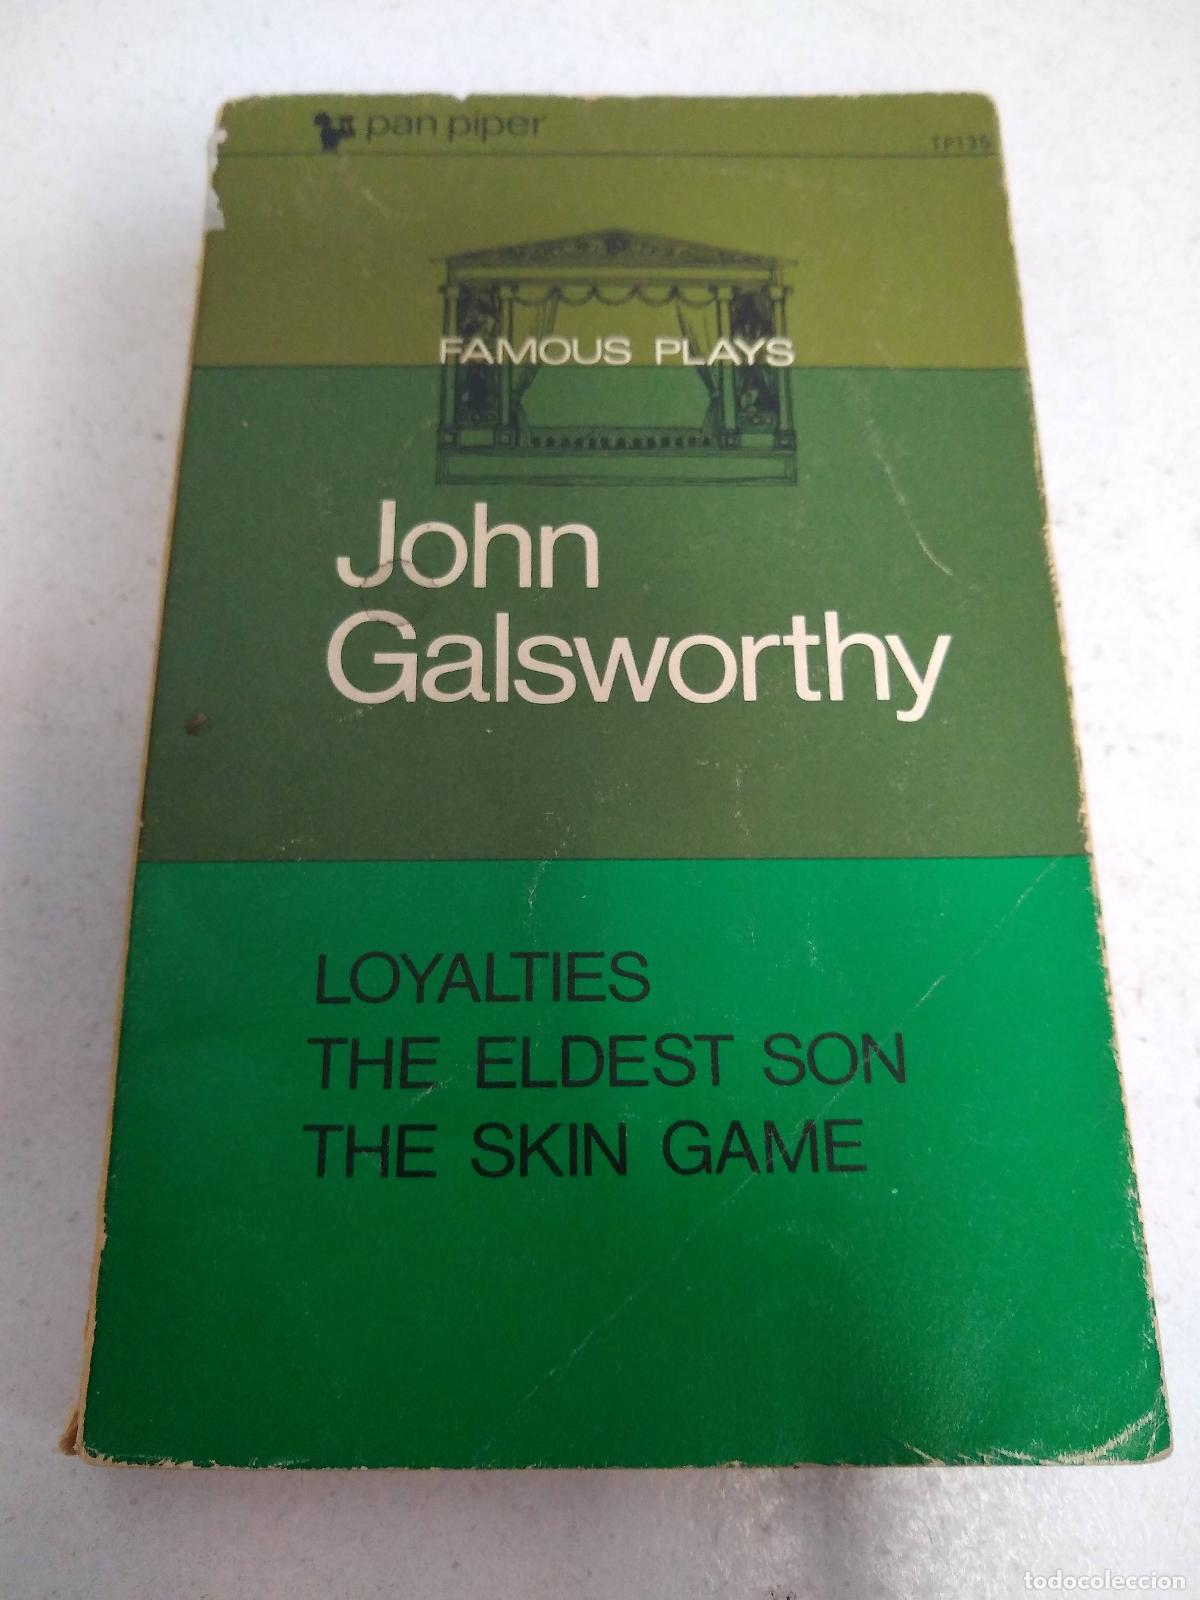 pan piper
TP135
FAMOUS PLAYS
John
Galsworthy
LOYALTIES
THE ELDEST SON
THE SKIN GAME
todocoleccion